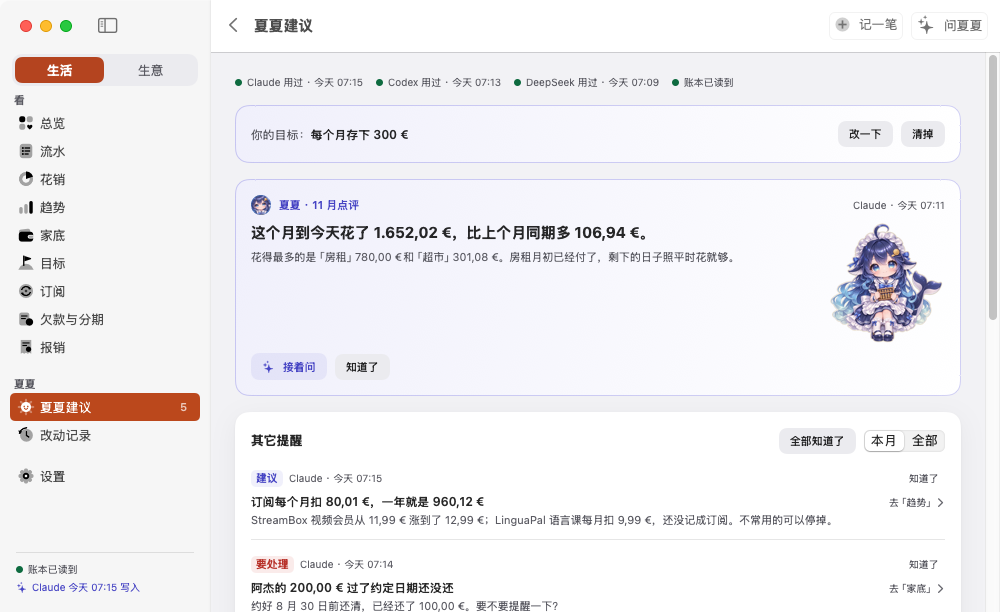 生活
生意
看
总览
流水
花销
趋势
家底
目标
订阅
欠款与分期
报销
夏夏
夏夏建议 5
改动记录
设置
账本已读到
Claude 今天 07:15 写入
夏夏建议
记一笔
问夏夏
Claude 用过 · 今天 07:15
Codex 用过 · 今天 07:13
DeepSeek 用过 · 今天 07:09
账本已读到
你的目标：每个月存下 300 €
改一下
清掉
夏夏 · 11 月点评
Claude · 今天 07:11
这个月到今天花了 1.652,02 €，比上个月同期多 106,94 €。
花得最多的是「房租」780,00 € 和「超市」301,08 €。房租月初已经付了，剩下的日子照平时花就够。
接着问
知道了
其它提醒
全部知道了
本月
全部
建议 Claude · 今天 07:15
知道了
订阅每个月扣 80,01 €，一年就是 960,12 €
去「趋势」
StreamBox 视频会员从 11,99 € 涨到了 12,99 €；LinguaPal 语言课每月扣 9,99 €，还没记成订阅。不常用的可以停掉。
要处理 Claude · 今天 07:14
知道了
阿杰的 200,00 € 过了约定日期还没还
去「家底」
约好 8 月 30 日前还清，已经还了 100,00 €。要不要提醒一下?